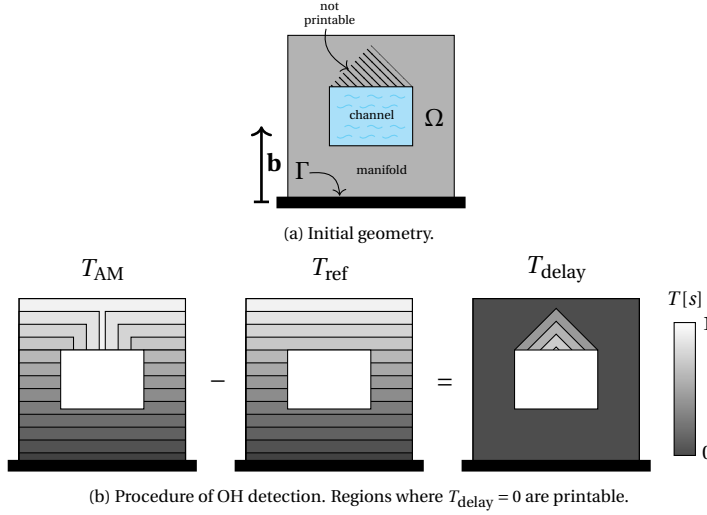 not
printable
channel
Ω
b
Γ
manifold
(a) Initial geometry.
T_AM
T_ref
T_delay
T [s]
1
−
=
0
(b) Procedure of OH detection. Regions where T_delay = 0 are printable.